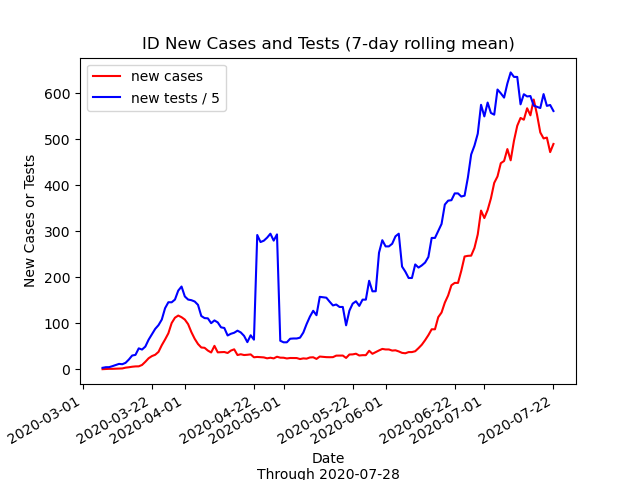 ID New Cases and Tests (7-day rolling mean)
new cases
new tests / 5
New Cases or Tests
600
500
400
300
200
100
0
2020-03-01
2020-03-22
2020-04-01
2020-04-22
2020-05-01
2020-05-22
2020-06-01
2020-06-22
2020-07-01
2020-07-22
Date
Through 2020-07-28